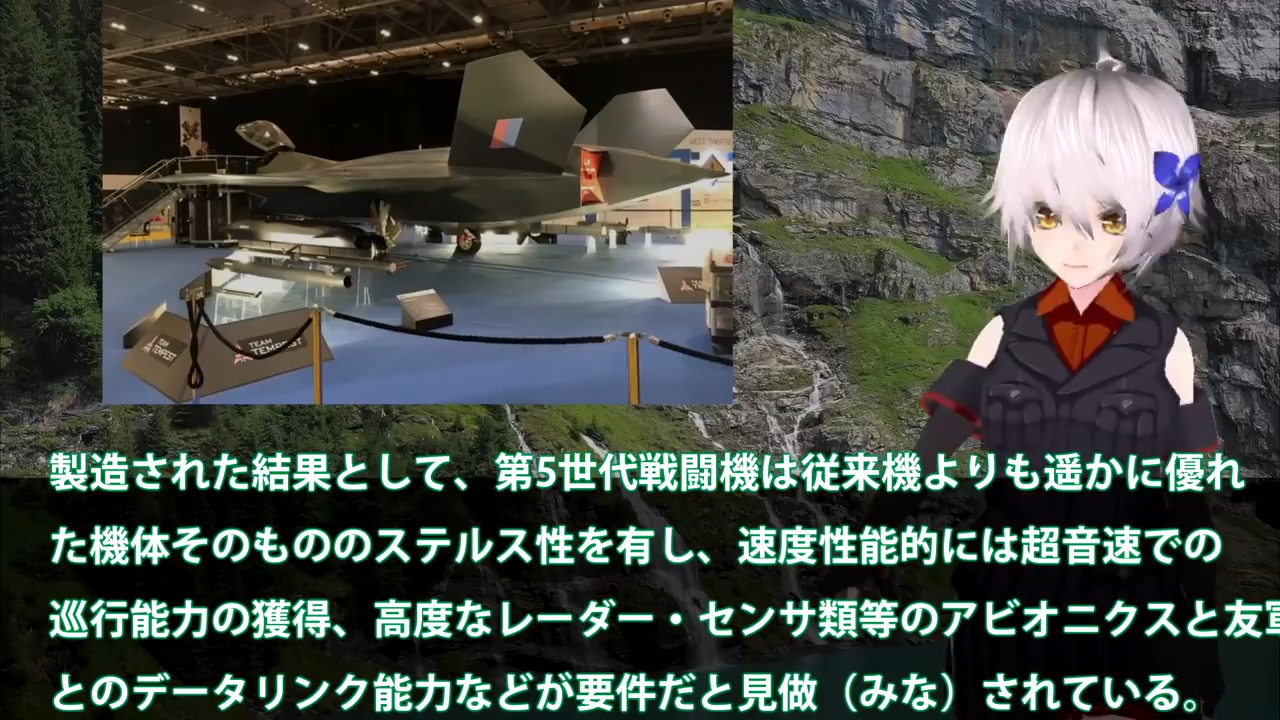 TEAM
TEMPEST
TEAM
TEMPEST
製造された結果として、第5世代戦闘機は従来機よりも遥かに優れ
た機体そのもののステルス性を有し、速度性能的には超音速での
巡行能力の獲得、高度なレーダー・センサ類等のアビオニクスと友軍
とのデータリンク能力などが要件だと見做（みな）されている。